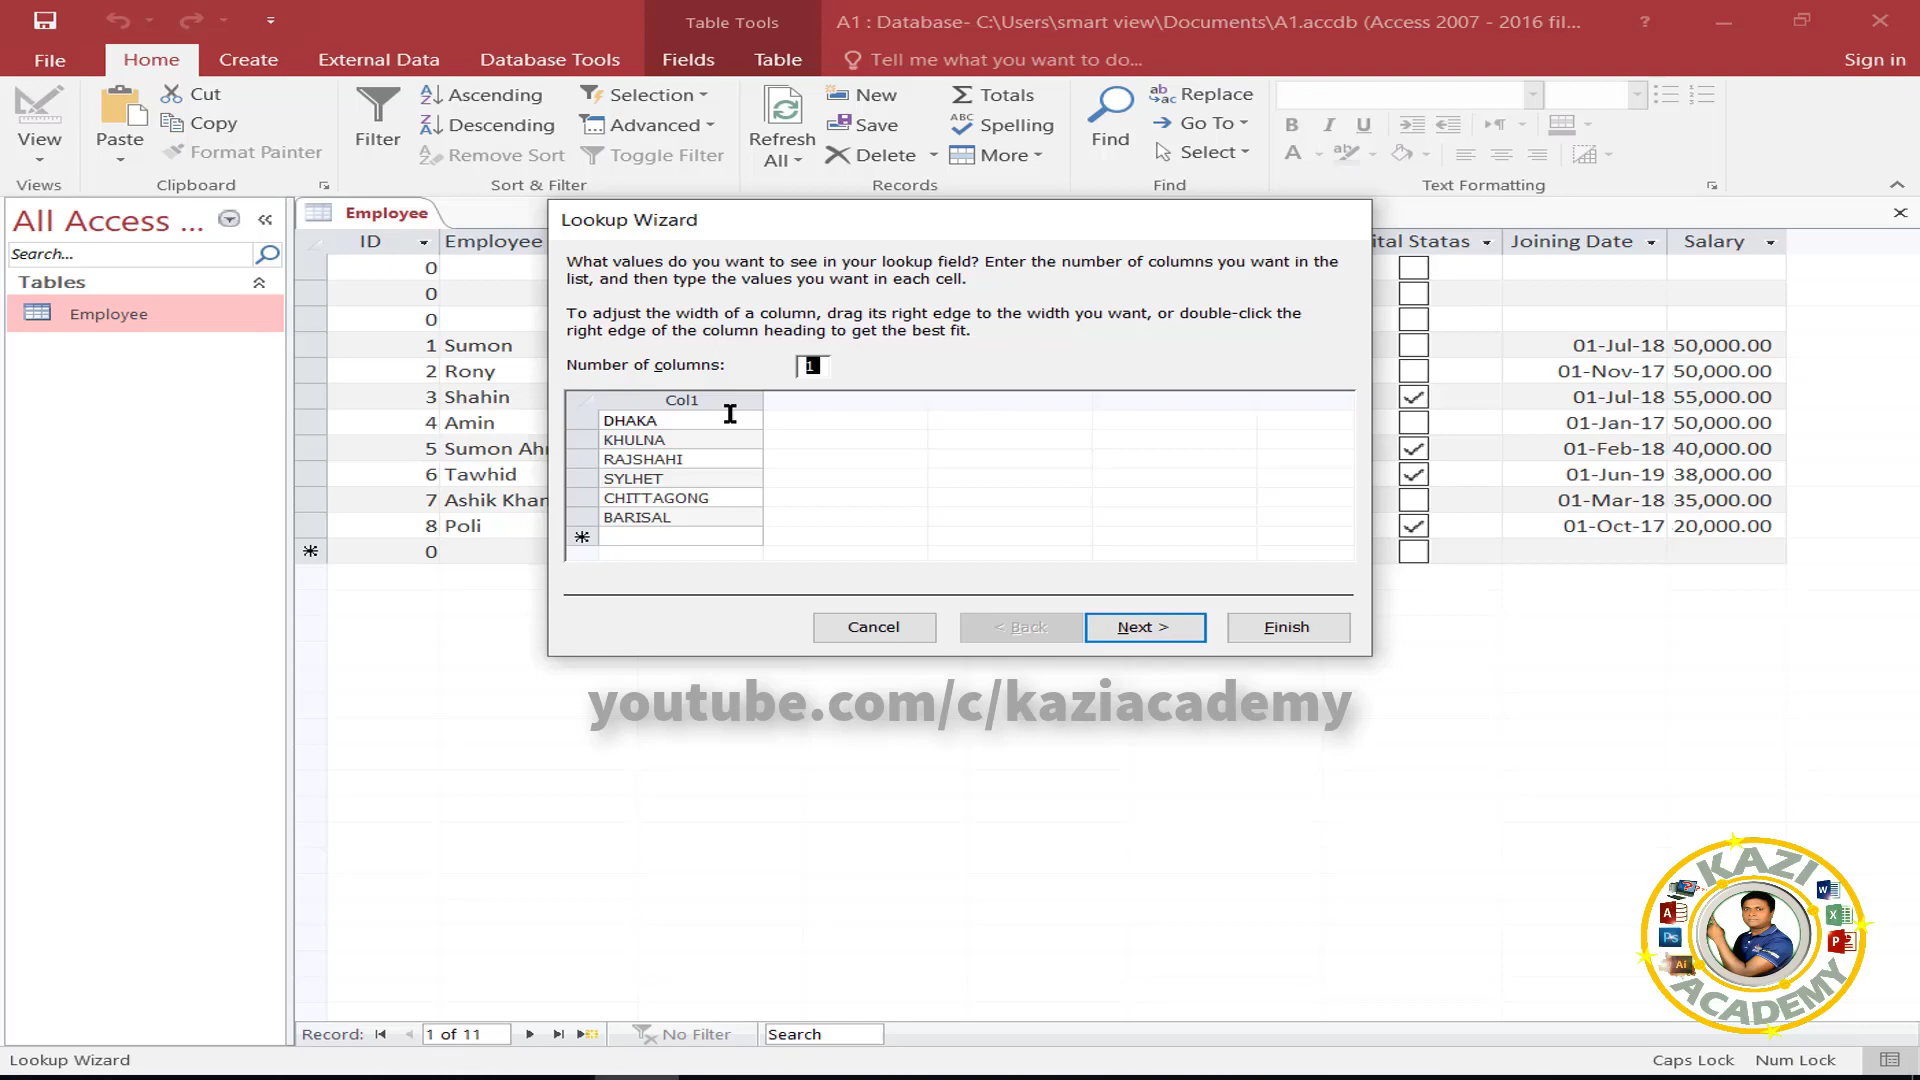 Table Tools
A1 : Database- C:\Users\smart view\Documents\A1.accdb (Access 2007 - 2016 fil...
?
File
Home
Create
External Data
Database Tools
Fields
Table
Tell me what you want to do...
Sign in
View
Paste
Cut
Copy
Format Painter
Filter
Ascending
Descending
Remove Sort
Selection
Advanced
Toggle Filter
Refresh
All
New
Save
Delete
Totals
Spelling
More
Find
Replace
Go To
Select
B I U
A
Views
Clipboard
Sort & Filter
Records
Find
Text Formatting
All Access ...
Search...
Tables
Employee
Employee
ID
Employee
ital Statas
Joining Date
Salary
0
0
0
1 Sumon 01-Jul-18 50,000.00
2 Rony 01-Nov-17 50,000.00
3 Shahin 01-Jul-18 55,000.00
4 Amin 01-Jan-17 50,000.00
5 Sumon Ah 01-Feb-18 40,000.00
6 Tawhid 01-Jun-19 38,000.00
7 Ashik Khan 01-Mar-18 35,000.00
8 Poli 01-Oct-17 20,000.00
0
Lookup Wizard
What values do you want to see in your lookup field? Enter the number of columns you want in the
list, and then type the values you want in each cell.
To adjust the width of a column, drag its right edge to the width you want, or double-click the
right edge of the column heading to get the best fit.
Number of columns: 1
Col1
DHAKA
KHULNA
RAJSHAHI
SYLHET
CHITTAGONG
BARISAL
Cancel
< Back
Next >
Finish
youtube.com/c/kaziacademy
KAZI
ACADEMY
Record:
1 of 11
No Filter
Search
Lookup Wizard
Caps Lock
Num Lock